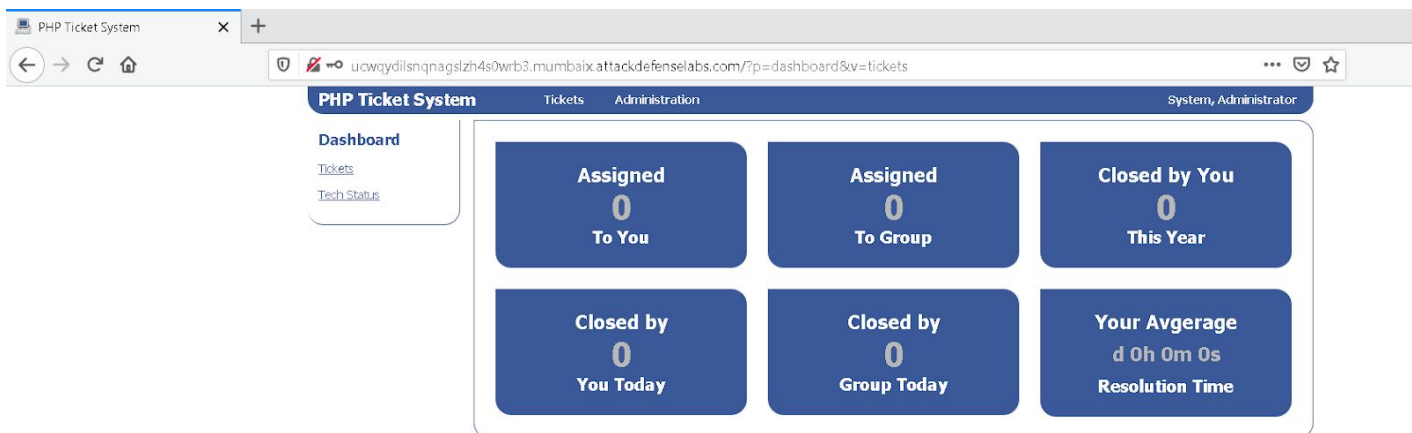 PHP Ticket System
ucwqydilsnqnagslzh4s0wrb3.mumbaix.attackdefenselabs.com/?p=dashboard&v=tickets
PHP Ticket System Tickets Administration System, Administrator
Dashboard
Tickets
Tech Status
Assigned
0
To You
Assigned
0
To Group
Closed by You
0
This Year
Closed by
0
You Today
Closed by
0
Group Today
Your Avgerage
d 0h 0m 0s
Resolution Time